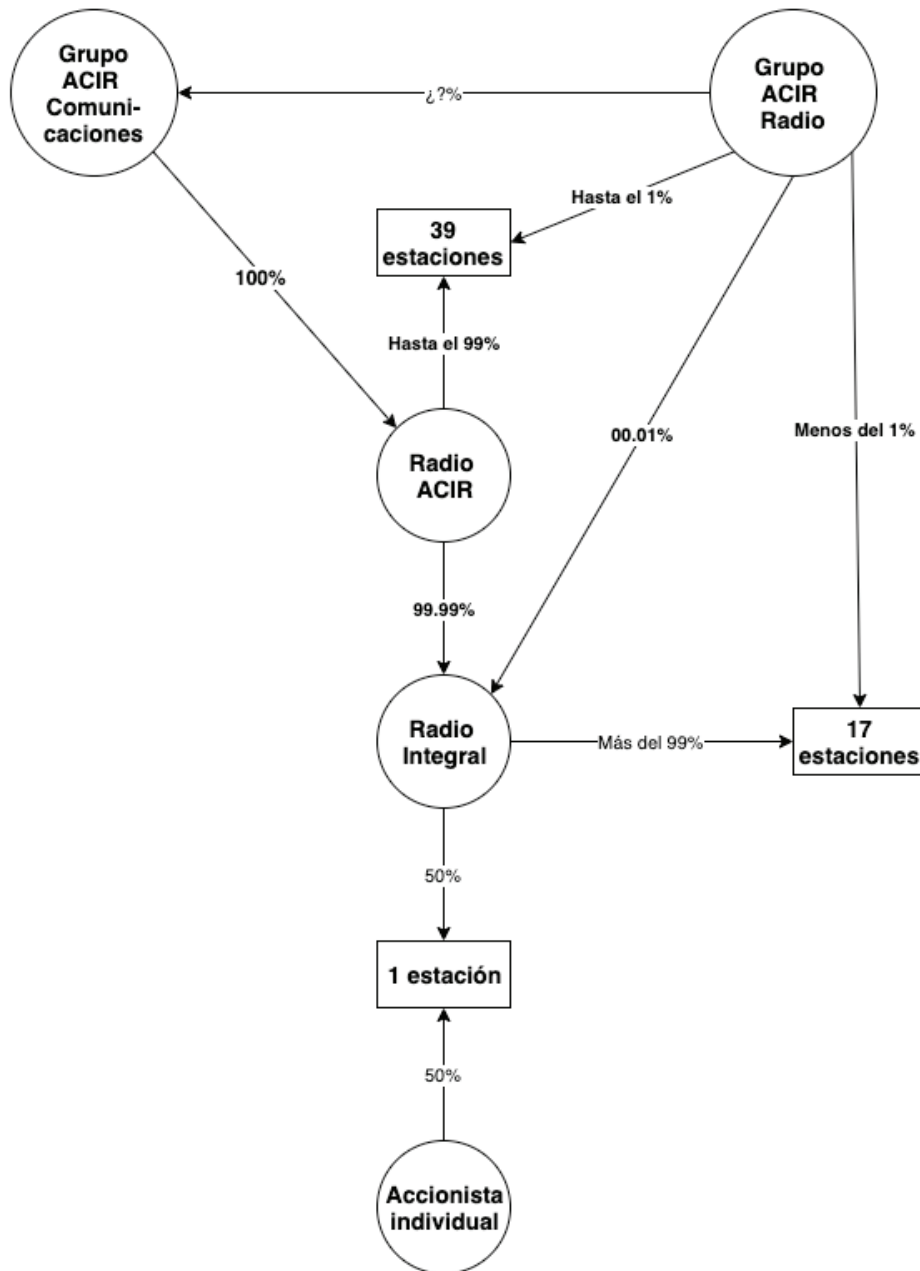 Grupo
ACIR
Comuni-
caciones
Grupo
ACIR
Radio
¿?%
Hasta el 1%
39
estaciones
100%
Hasta el 99%
00.01%
Menos del 1%
Radio
ACIR
99.99%
Radio
Integral
Más del 99%
17
estaciones
50%
1 estación
50%
Accionista
individual